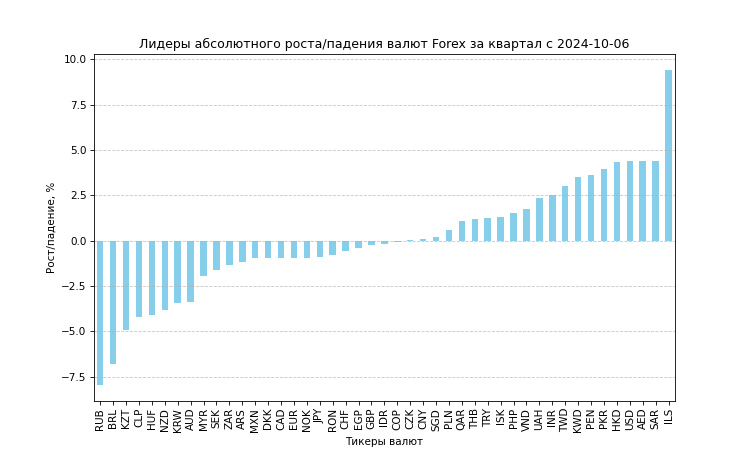 Лидеры абсолютного роста/падения валют Forex за квартал с 2024-10-06
Рост/падение, %
10.0
7.5
5.0
2.5
0.0
−2.5
−5.0
−7.5
RUB
BRL
KZT
CLP
HUF
NZD
KRW
AUD
MYR
SEK
ZAR
ARS
MXN
DKK
CAD
EUR
NOK
JPY
RON
CHF
EGP
GBP
IDR
COP
CZK
CNY
SGD
PLN
QAR
THB
TRY
ISK
PHP
VND
UAH
INR
TWD
KWD
PEN
PKR
HKD
USD
AED
SAR
ILS
Тикеры валют